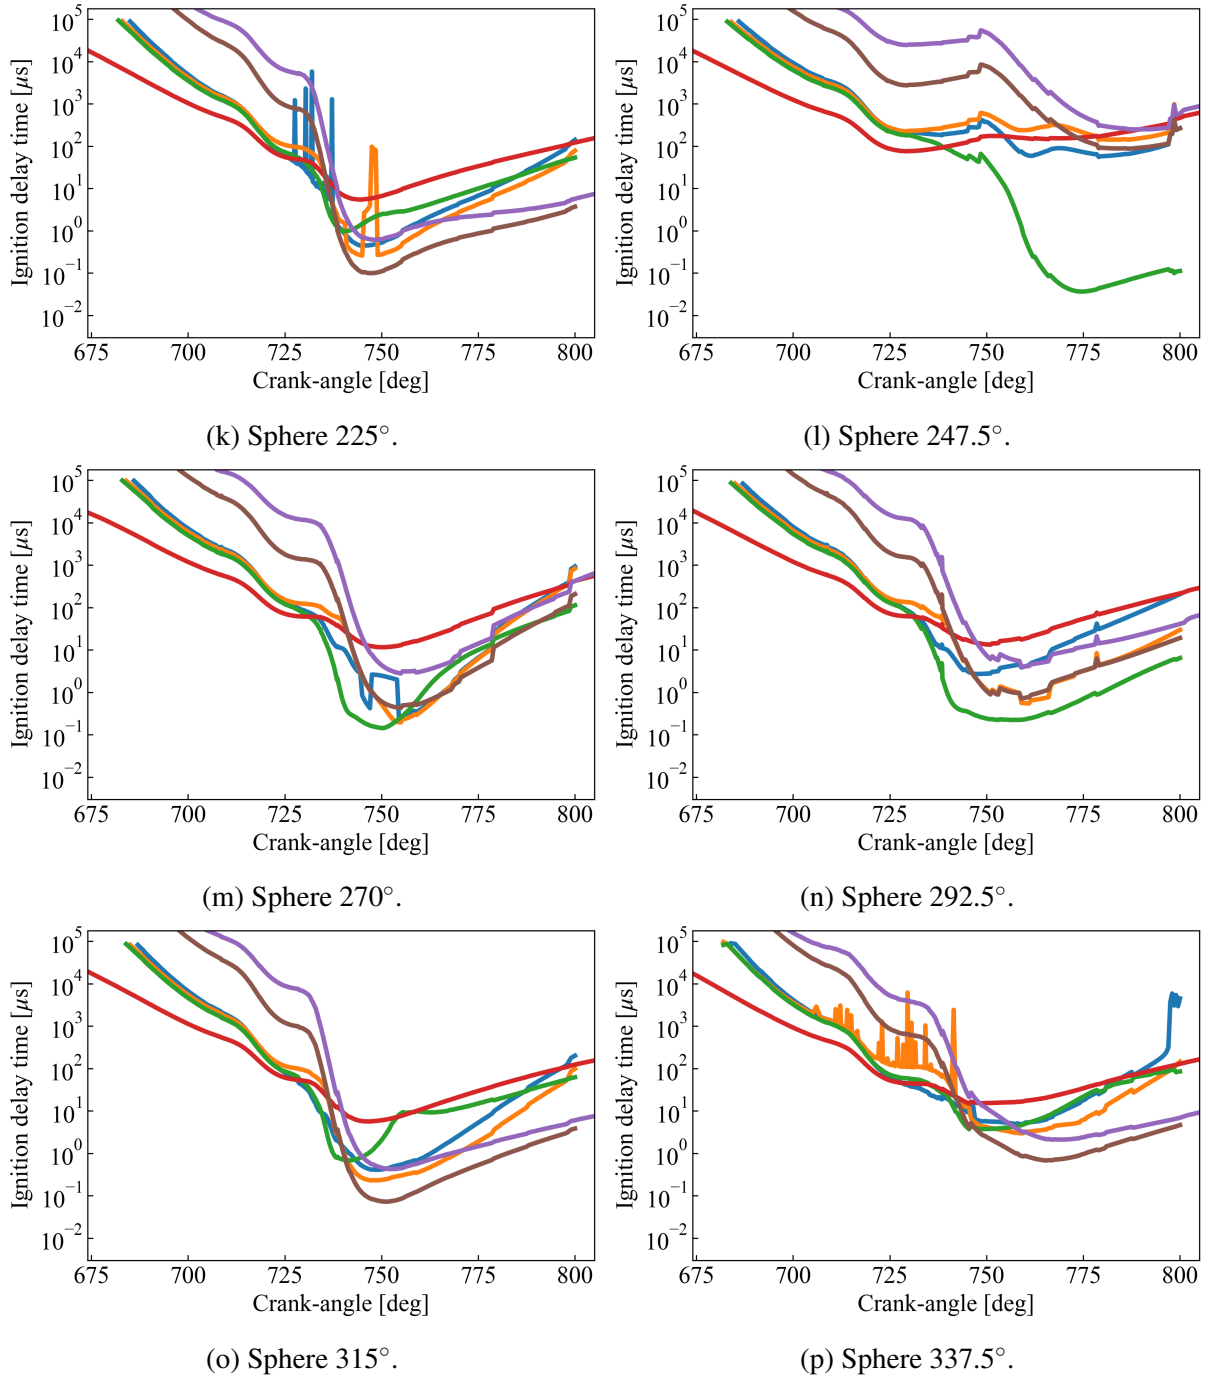 10^5
10^4
10^3
10^2
10^1
10^0
10^-1
10^-2
Ignition delay time [μs]
675 700 725 750 775 800
Crank-angle [deg]
(k) Sphere 225°.
10^5
10^4
10^3
10^2
10^1
10^0
10^-1
10^-2
Ignition delay time [μs]
675 700 725 750 775 800
Crank-angle [deg]
(l) Sphere 247.5°.
10^5
10^4
10^3
10^2
10^1
10^0
10^-1
10^-2
Ignition delay time [μs]
675 700 725 750 775 800
Crank-angle [deg]
(m) Sphere 270°.
10^5
10^4
10^3
10^2
10^1
10^0
10^-1
10^-2
Ignition delay time [μs]
675 700 725 750 775 800
Crank-angle [deg]
(n) Sphere 292.5°.
10^5
10^4
10^3
10^2
10^1
10^0
10^-1
10^-2
Ignition delay time [μs]
675 700 725 750 775 800
Crank-angle [deg]
(o) Sphere 315°.
10^5
10^4
10^3
10^2
10^1
10^0
10^-1
10^-2
Ignition delay time [μs]
675 700 725 750 775 800
Crank-angle [deg]
(p) Sphere 337.5°.